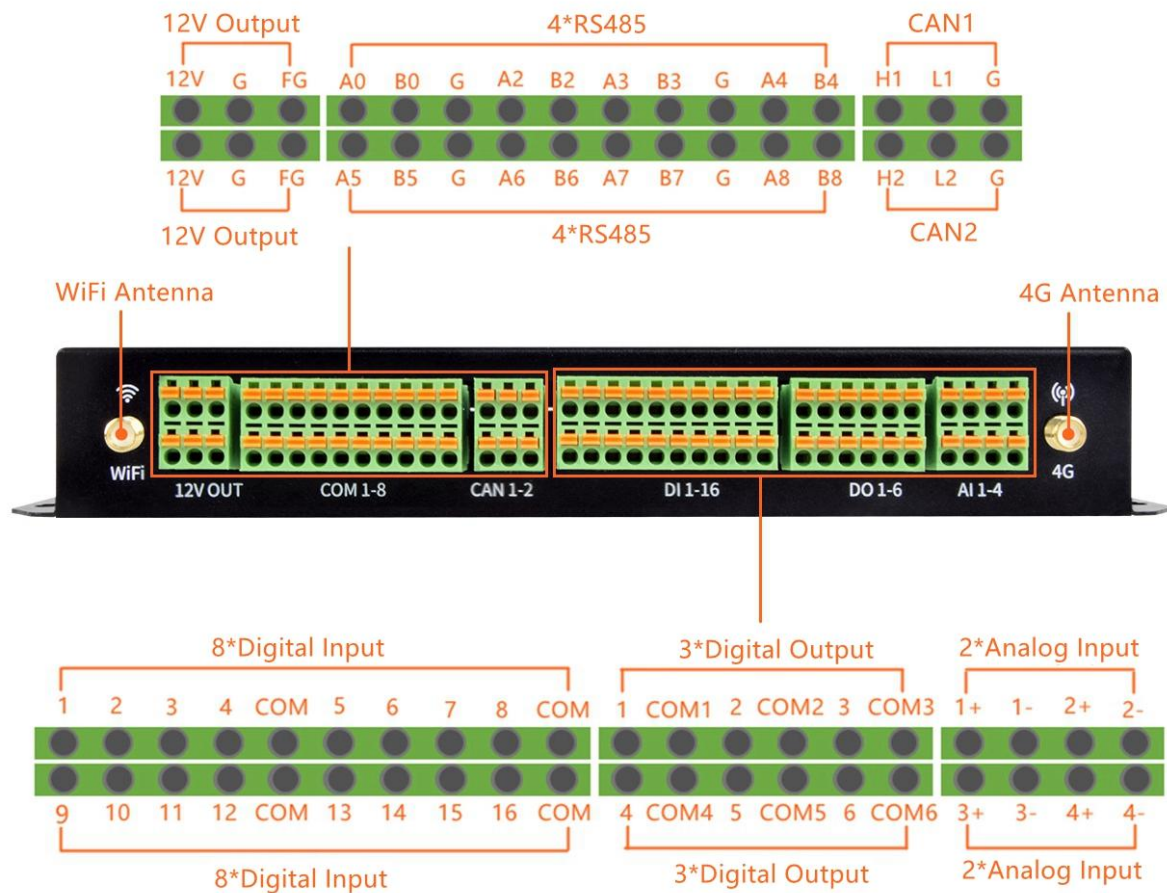 12V Output 4*RS485 CAN1
12V G FG A0 B0 G A2 B2 A3 B3 G A4 B4 H1 L1 G
12V G FG A5 B5 G A6 B6 A7 B7 G A8 B8 H2 L2 G
12V Output 4*RS485 CAN2
WiFi Antenna 4G Antenna
WiFi 4G
12V OUT COM 1-8 CAN 1-2 DI 1-16 DO 1-6 AI 1-4
8*Digital Input 3*Digital Output 2*Analog Input
1 2 3 4 COM 5 6 7 8 COM 1 COM1 2 COM2 3 COM3 1+ 1- 2+ 2-
9 10 11 12 COM 13 14 15 16 COM 4 COM4 5 COM5 6 COM6 3+ 3- 4+ 4-
8*Digital Input 3*Digital Output 2*Analog Input